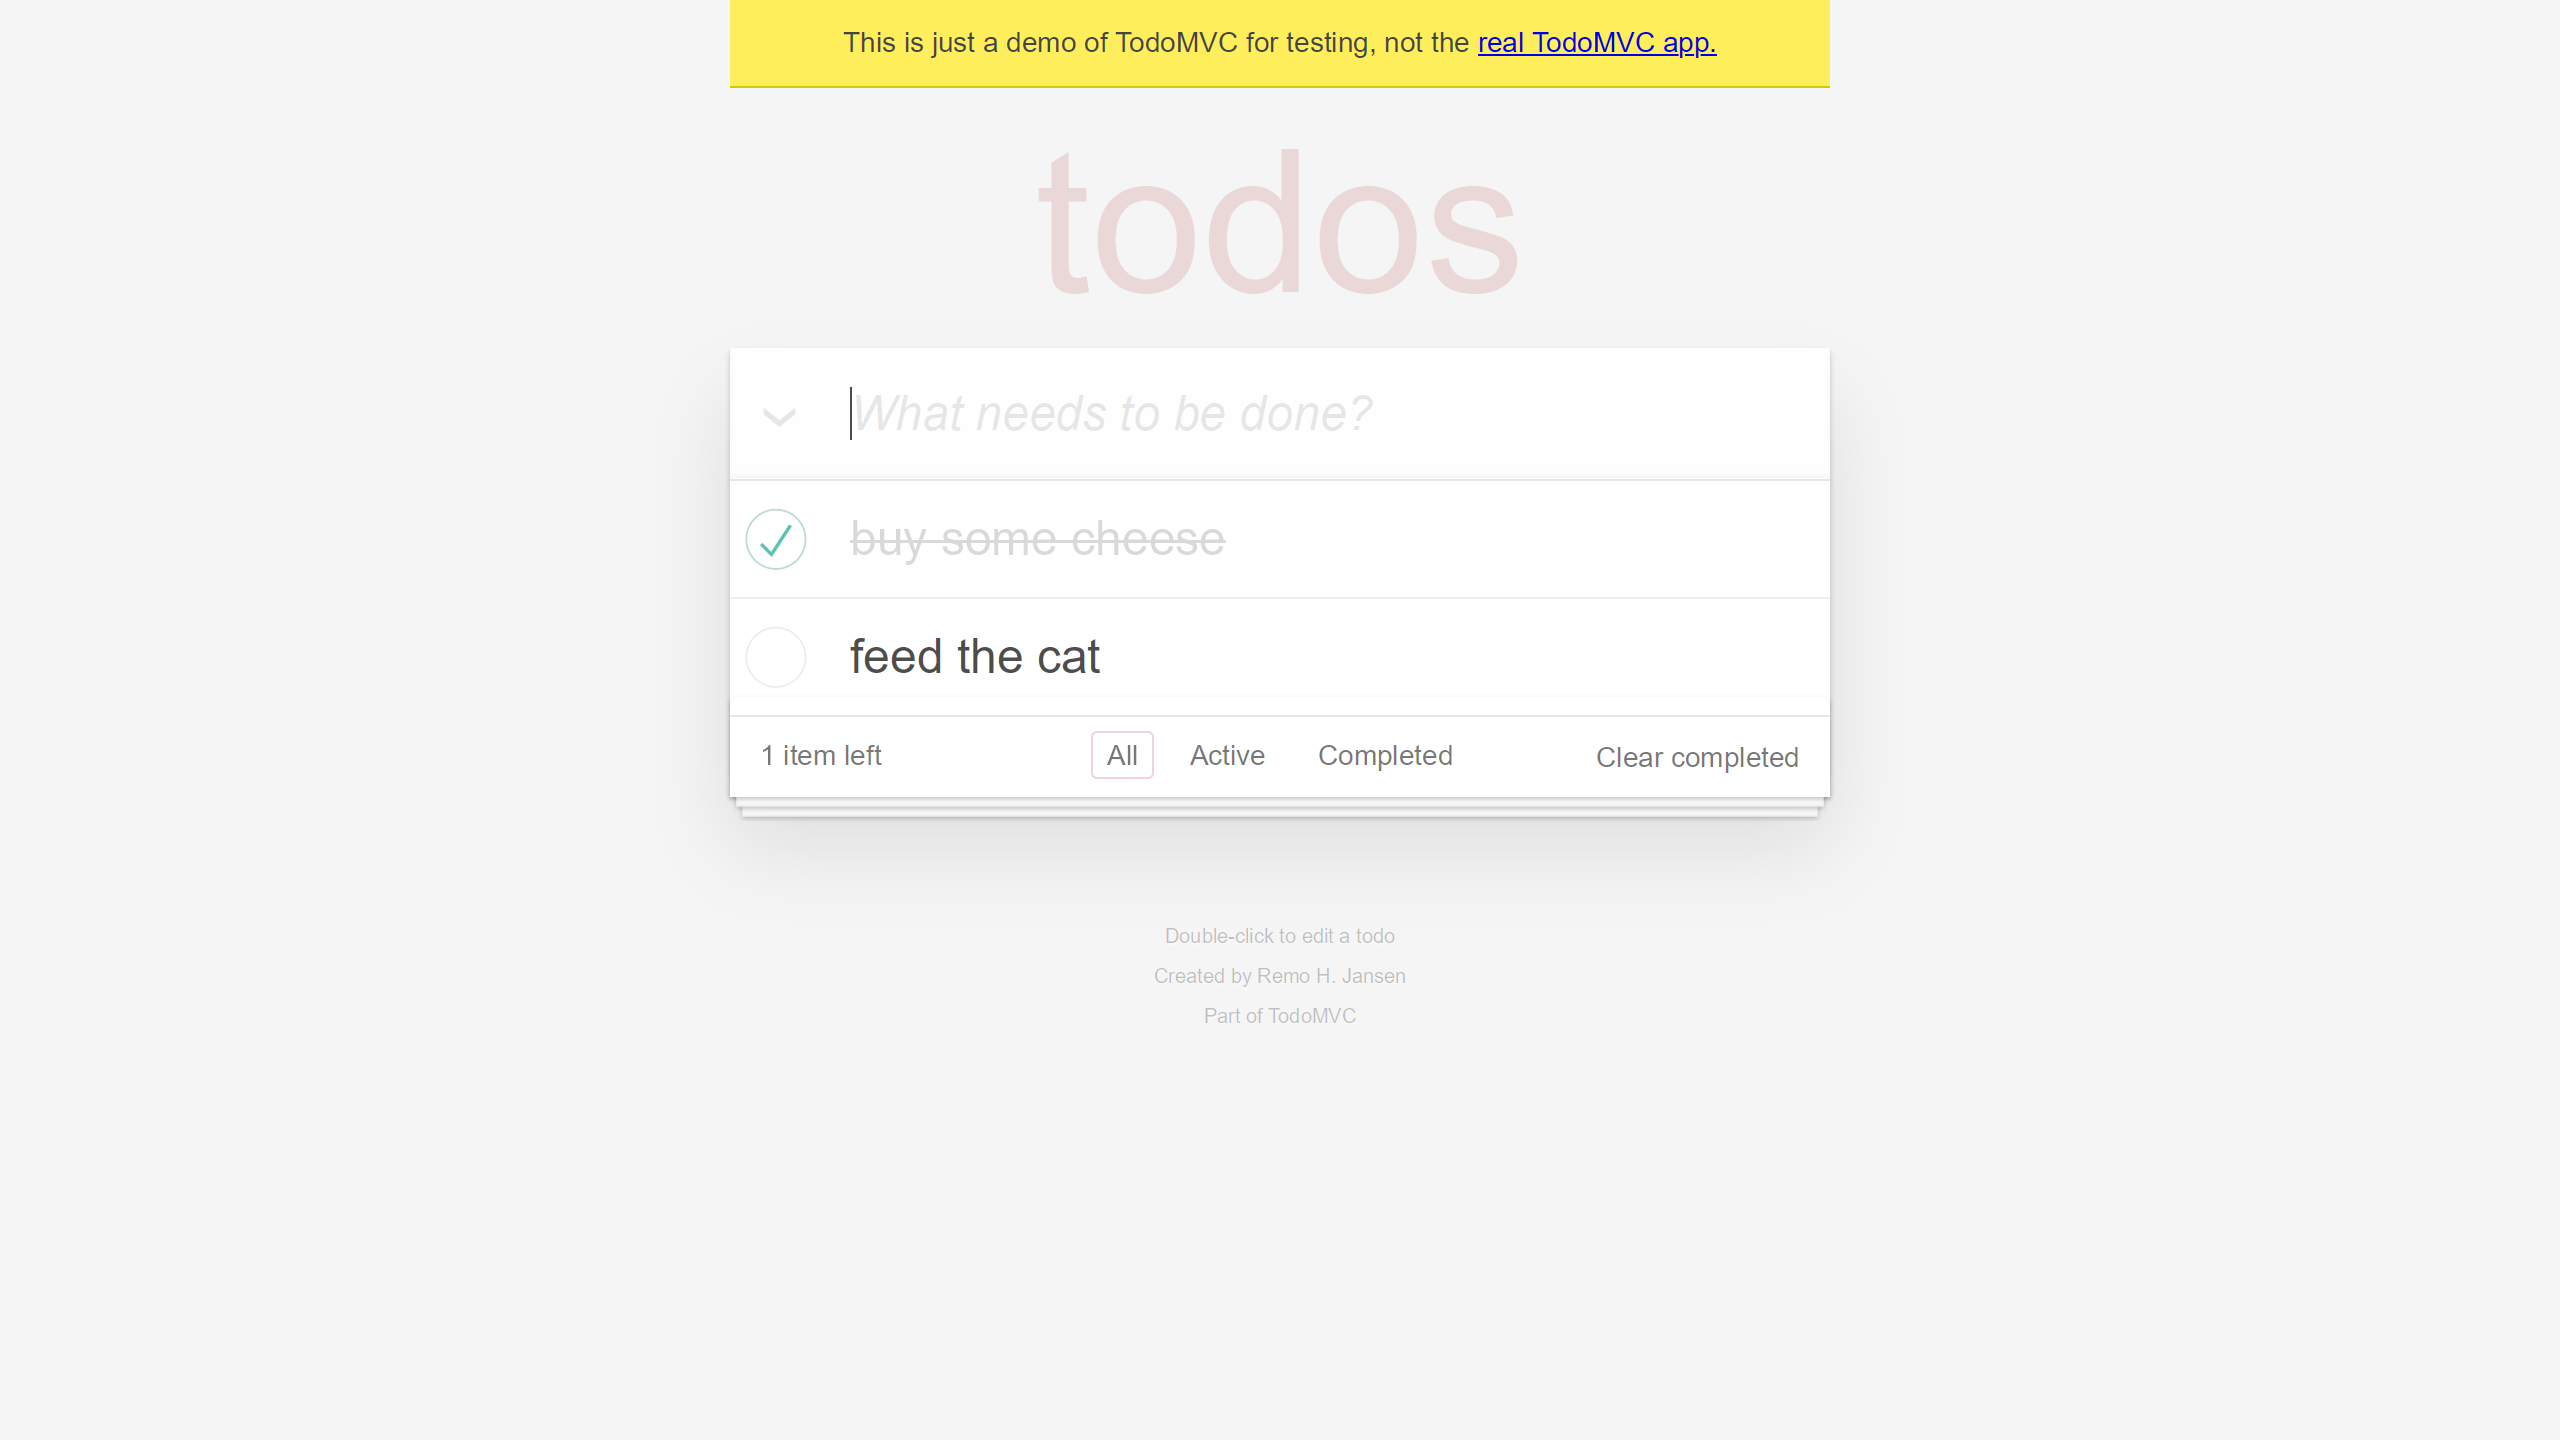 This is just a demo of TodoMVC for testing, not the real TodoMVC app.
todos
What needs to be done?
buy some cheese
feed the cat
1 item left All Active Completed Clear completed
Double-click to edit a todo
Created by Remo H. Jansen
Part of TodoMVC